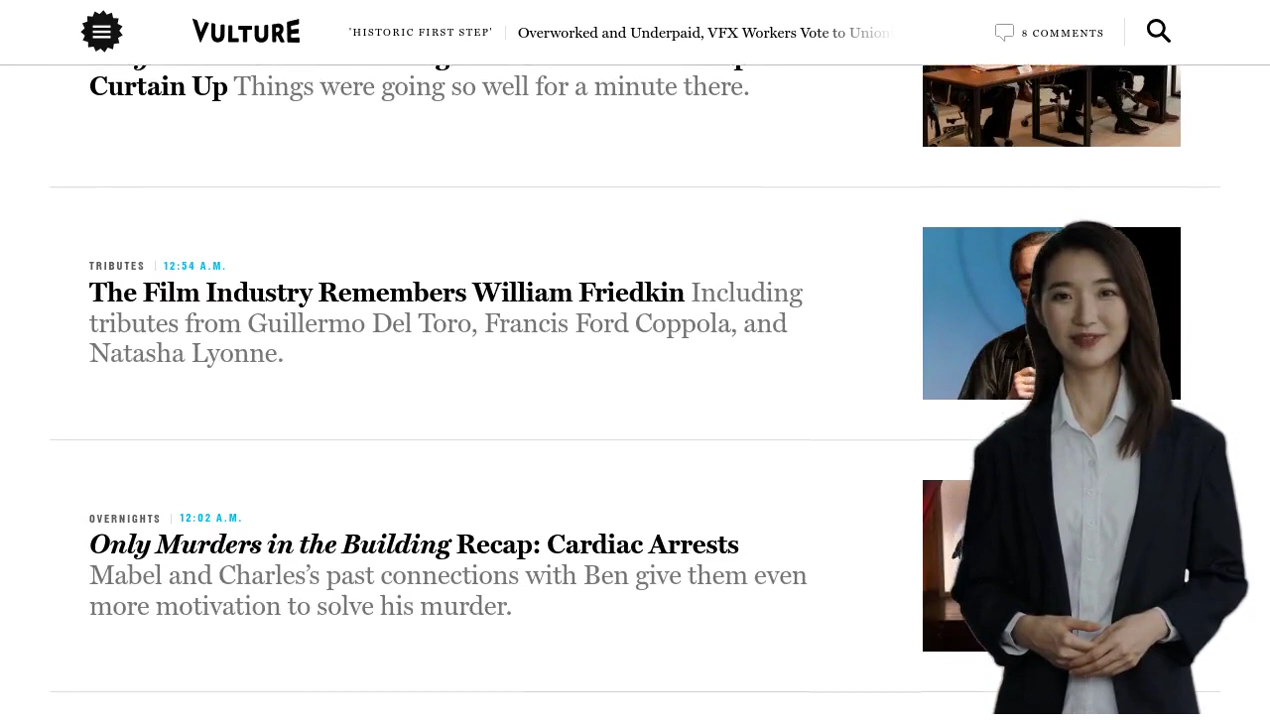 VULTURE
'HISTORIC FIRST STEP'
Overworked and Underpaid, VFX Workers Vote to Union
8 COMMENTS
Curtain Up Things were going so well for a minute there.
TRIBUTES | 12:54 A.M.
The Film Industry Remembers William Friedkin Including
tributes from Guillermo Del Toro, Francis Ford Coppola, and
Natasha Lyonne.
OVERNIGHTS | 12:02 A.M.
Only Murders in the Building Recap: Cardiac Arrests
Mabel and Charles’s past connections with Ben give them even
more motivation to solve his murder.